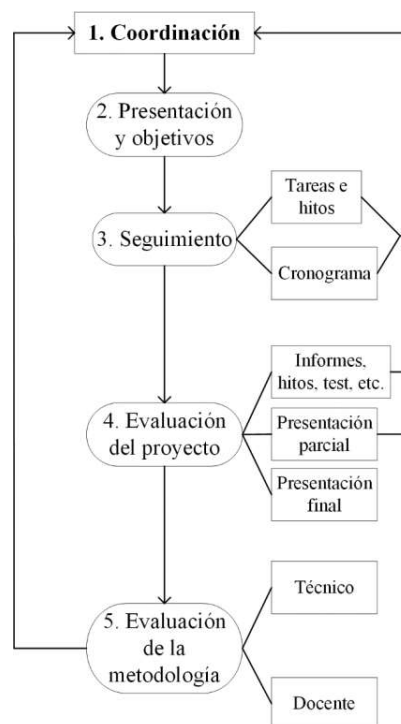 1. Coordinación
2. Presentación
y objetivos
3. Seguimiento
Tareas e
hitos
Cronograma
4. Evaluación
del proyecto
Informes,
hitos, test, etc.
Presentación
parcial
Presentación
final
5. Evaluación
de la
metodología
Técnico
Docente